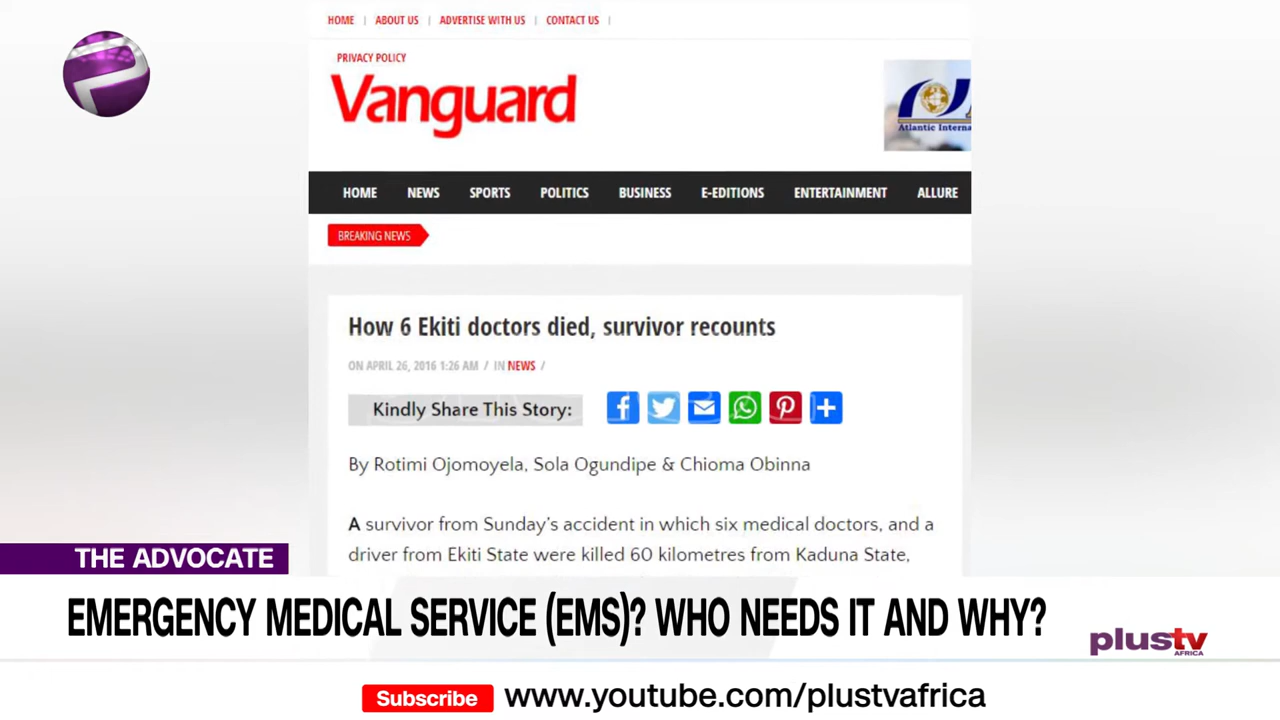 HOME | ABOUT US | ADVERTISE WITH US | CONTACT US |
PRIVACY POLICY
Vanguard
Atlantic Interna
HOME NEWS SPORTS POLITICS BUSINESS E-EDITIONS ENTERTAINMENT ALLURE
BREAKING NEWS
How 6 Ekiti doctors died, survivor recounts
ON APRIL 26, 2016 1:26 AM / IN NEWS /
Kindly Share This Story:
By Rotimi Ojomoyela, Sola Ogundipe & Chioma Obinna
A survivor from Sunday's accident in which six medical doctors, and a
driver from Ekiti State were killed 60 kilometres from Kaduna State,
THE ADVOCATE
EMERGENCY MEDICAL SERVICE (EMS)? WHO NEEDS IT AND WHY?
plustv
AFRICA
Subscribe www.youtube.com/plustvafrica